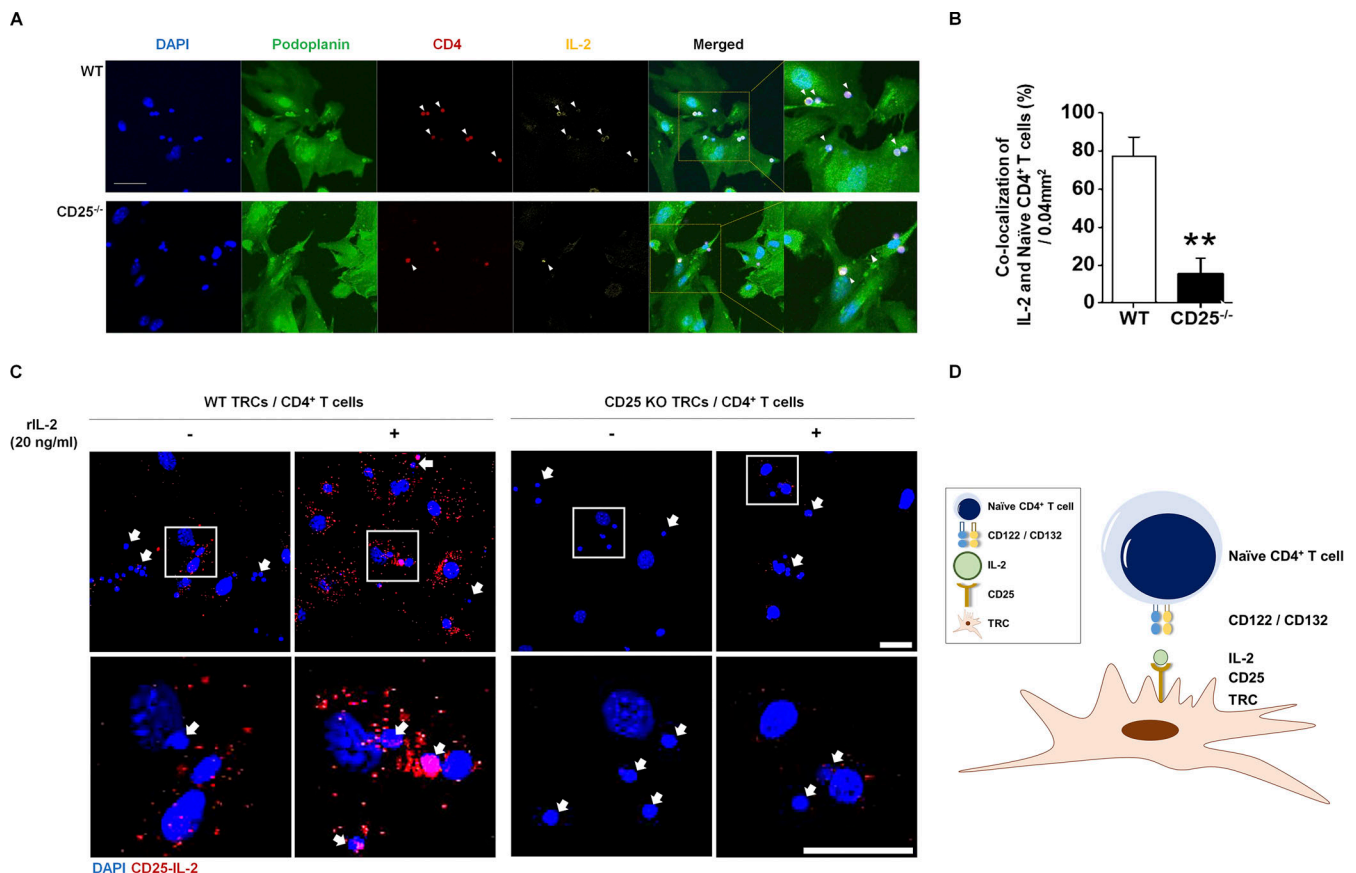 A
DAPI Podoplanin CD4 IL-2 Merged
WT
CD25-/-
B
Co-localization of
IL-2 and Naïve CD4+ T cells (%)
/ 0.04mm2
100
80
60
40
20
0
**
WT CD25-/-
C
WT TRCs / CD4+ T cells CD25 KO TRCs / CD4+ T cells
rIL-2
(20 ng/ml)
- + - +
DAPI CD25-IL-2
D
Naïve CD4+ T cell
CD122 / CD132
IL-2
CD25
TRC
Naïve CD4+ T cell
CD122 / CD132
IL-2
CD25
TRC